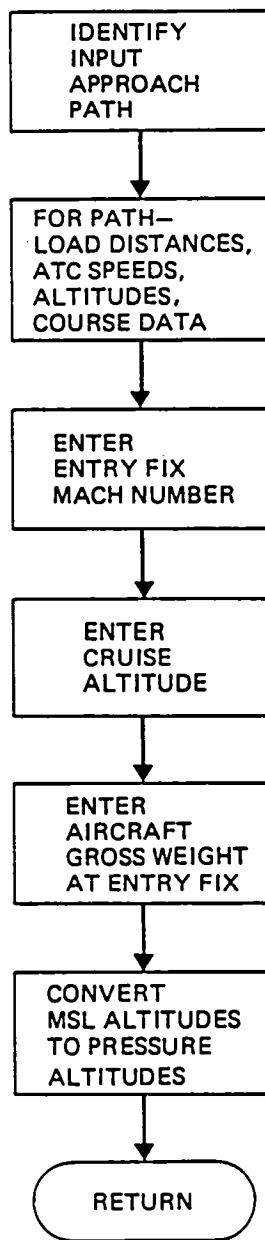 IDENTIFY
INPUT
APPROACH
PATH
FOR PATH—
LOAD DISTANCES,
ATC SPEEDS,
ALTITUDES,
COURSE DATA
ENTER
ENTRY FIX
MACH NUMBER
ENTER
CRUISE
ALTITUDE
ENTER
AIRCRAFT
GROSS WEIGHT
AT ENTRY FIX
CONVERT
MSL ALTITUDES
TO PRESSURE
ALTITUDES
RETURN